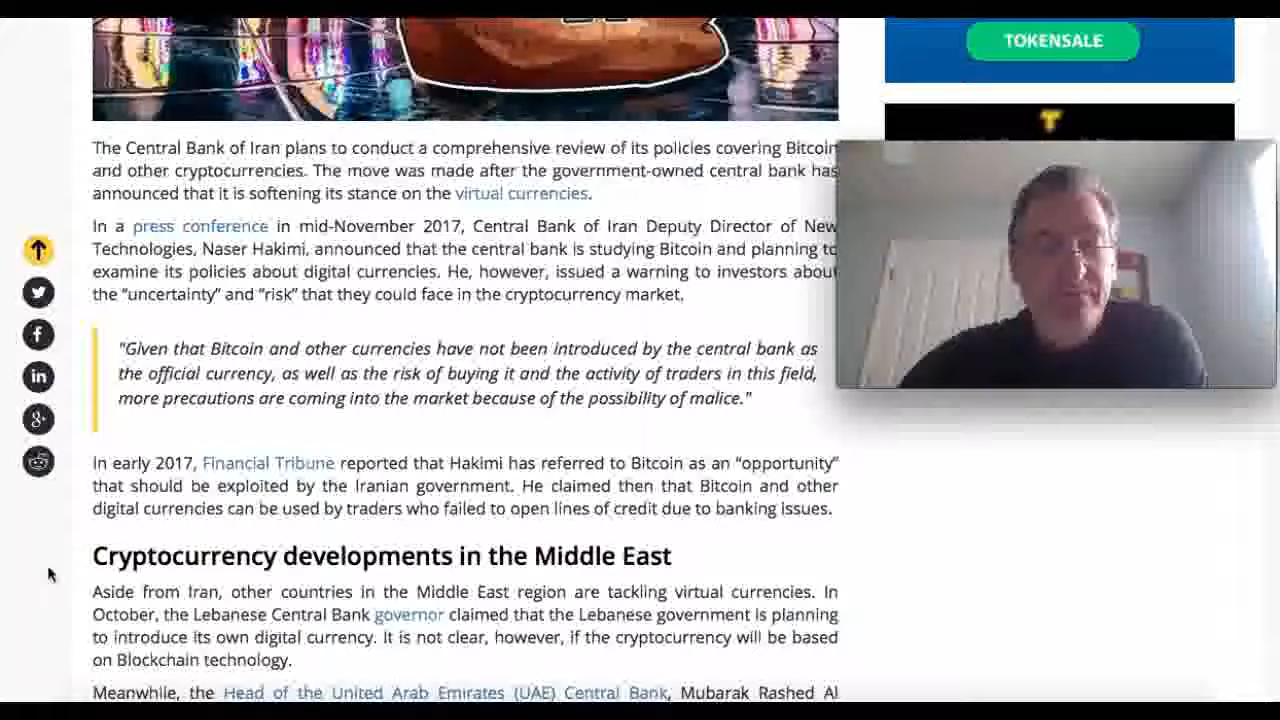 TOKENSALE
The Central Bank of Iran plans to conduct a comprehensive review of its policies covering Bitcoin
and other cryptocurrencies. The move was made after the government-owned central bank has
announced that it is softening its stance on the virtual currencies.
In a press conference in mid-November 2017, Central Bank of Iran Deputy Director of New
Technologies, Naser Hakimi, announced that the central bank is studying Bitcoin and planning to
examine its policies about digital currencies. He, however, issued a warning to investors about
the “uncertainty” and “risk” that they could face in the cryptocurrency market.
"Given that Bitcoin and other currencies have not been introduced by the central bank as
the official currency, as well as the risk of buying it and the activity of traders in this field,
more precautions are coming into the market because of the possibility of malice."
In early 2017, Financial Tribune reported that Hakimi has referred to Bitcoin as an “opportunity”
that should be exploited by the Iranian government. He claimed then that Bitcoin and other
digital currencies can be used by traders who failed to open lines of credit due to banking issues.
Cryptocurrency developments in the Middle East
Aside from Iran, other countries in the Middle East region are tackling virtual currencies. In
October, the Lebanese Central Bank governor claimed that the Lebanese government is planning
to introduce its own digital currency. It is not clear, however, if the cryptocurrency will be based
on Blockchain technology.
Meanwhile, the Head of the United Arab Emirates (UAE) Central Bank, Mubarak Rashed Al